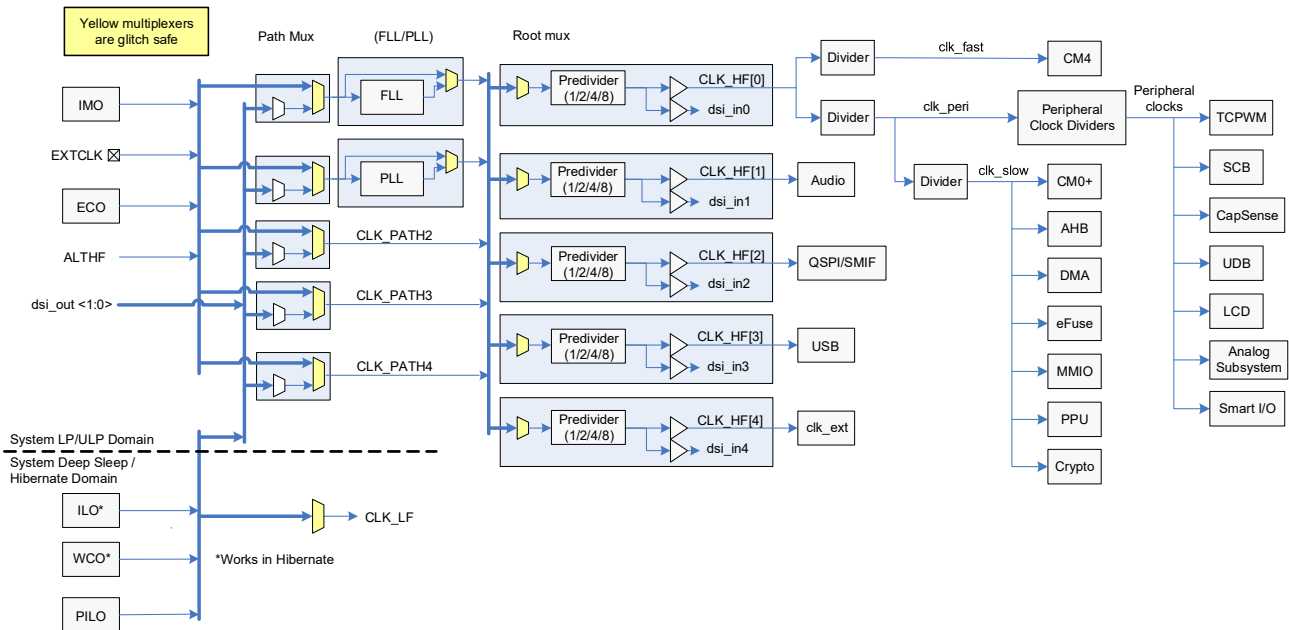 Yellow multiplexers
are glitch safe
Path Mux
(FLL/PLL)
Root mux
IMO
EXTCLK
ECO
ALTHF
dsi_out <1:0>
FLL
PLL
CLK_PATH2
CLK_PATH3
CLK_PATH4
Predivider
(1/2/4/8)
CLK_HF[0]
dsi_in0
Predivider
(1/2/4/8)
CLK_HF[1]
dsi_in1
Predivider
(1/2/4/8)
CLK_HF[2]
dsi_in2
Predivider
(1/2/4/8)
CLK_HF[3]
dsi_in3
Predivider
(1/2/4/8)
CLK_HF[4]
dsi_in4
Audio
QSPI/SMIF
USB
clk_ext
Divider
clk_fast
CM4
Divider
clk_peri
Peripheral
Clock Dividers
Peripheral
clocks
Divider
clk_slow
CM0+
AHB
DMA
eFuse
MMIO
PPU
Crypto
TCPWM
SCB
CapSense
UDB
LCD
Analog
Subsystem
Smart I/O
System LP/ULP Domain
System Deep Sleep /
Hibernate Domain
ILO*
WCO*
PILO
CLK_LF
*Works in Hibernate